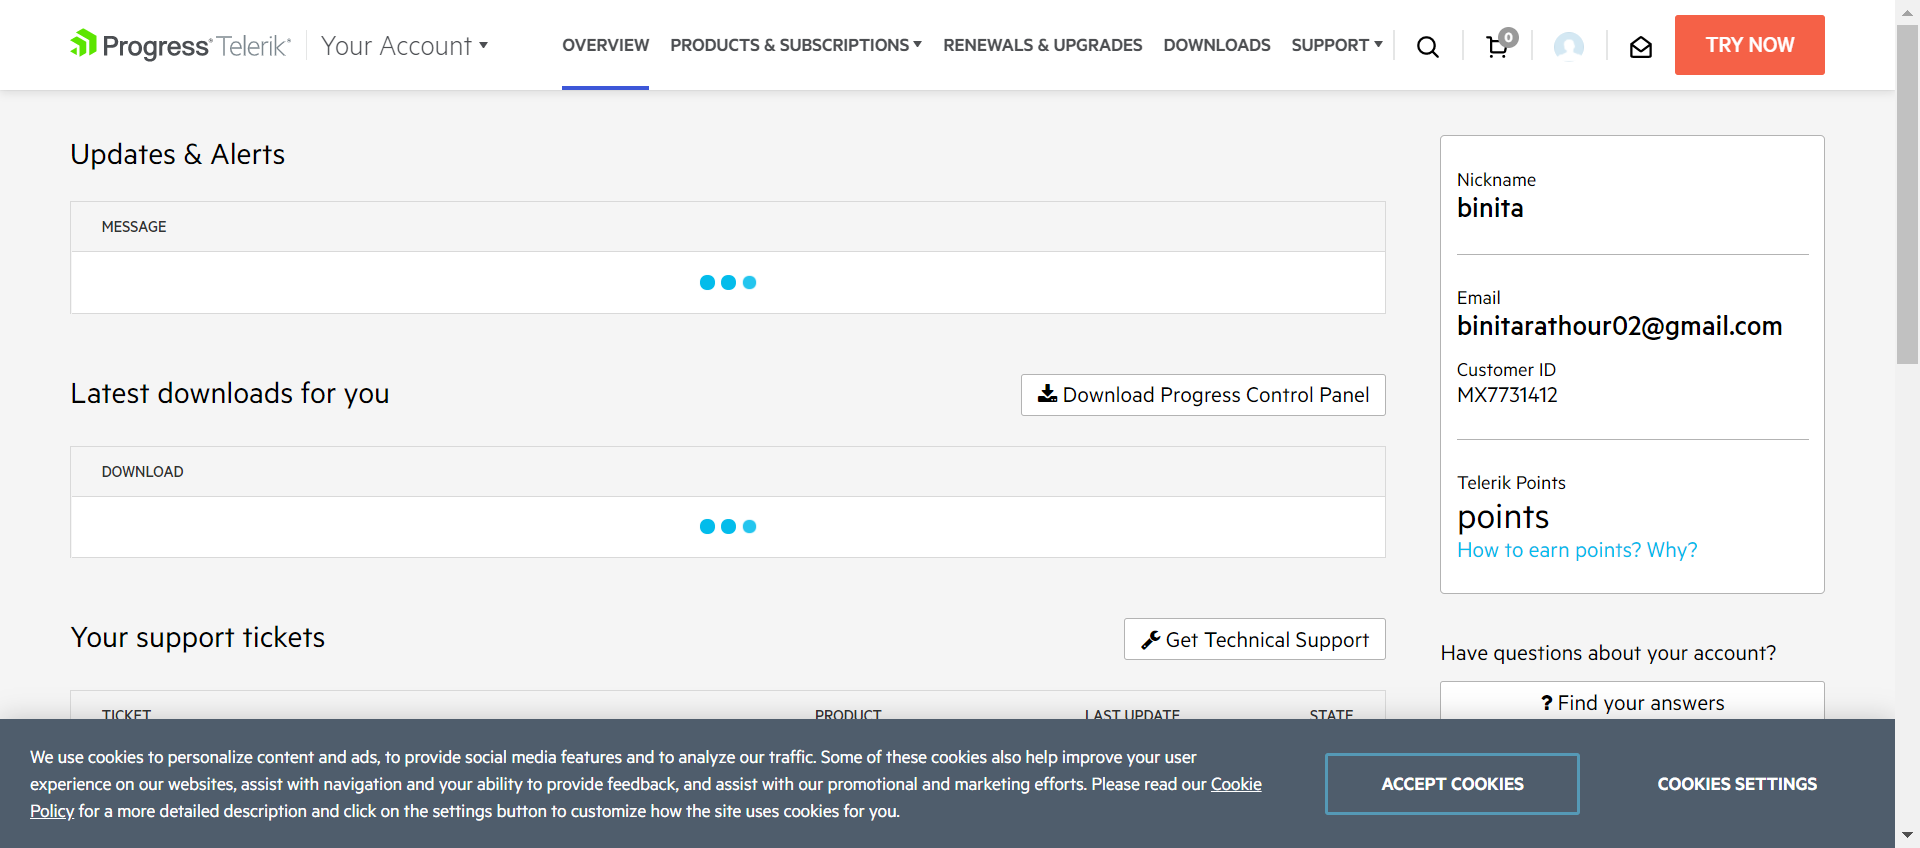 Progress Telerik
Your Account
OVERVIEW
PRODUCTS & SUBSCRIPTIONS
RENEWALS & UPGRADES
DOWNLOADS
SUPPORT
0
TRY NOW
Updates & Alerts
MESSAGE
Latest downloads for you
Download Progress Control Panel
DOWNLOAD
Your support tickets
Get Technical Support
TICKET
PRODUCT
LAST UPDATE
STATE
Nickname
binita
Email
binitarathour02@gmail.com
Customer ID
MX7731412
Telerik Points
points
How to earn points? Why?
Have questions about your account?
? Find your answers
We use cookies to personalize content and ads, to provide social media features and to analyze our traffic. Some of these cookies also help improve your user
experience on our websites, assist with navigation and your ability to provide feedback, and assist with our promotional and marketing efforts. Please read our Cookie
Policy for a more detailed description and click on the settings button to customize how the site uses cookies for you.
ACCEPT COOKIES
COOKIES SETTINGS